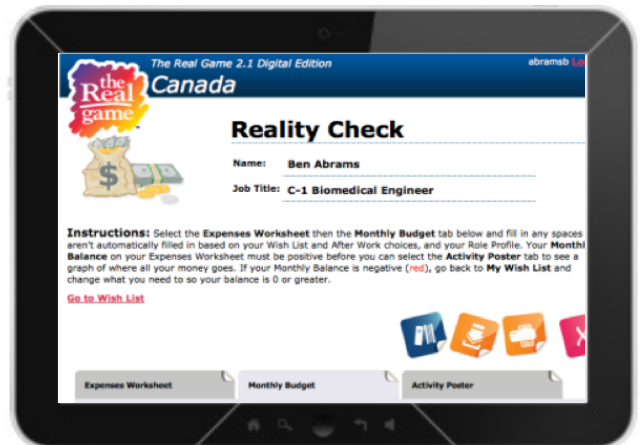 The Real Game 2.1 Digital Edition
abramsb
the Real game
Canada
Reality Check
Name: Ben Abrams
Job Title: C-1 Biomedical Engineer
Instructions: Select the Expenses Worksheet then the Monthly Budget tab below and fill in any spaces
aren't automatically filled in based on your Wish List and After Work choices, and your Role Profile. Your Monthl
Balance on your Expenses Worksheet must be positive before you can select the Activity Poster tab to see a
graph of where all your money goes. If your Monthly Balance is negative (red), go back to My Wish List and
change what you need to so your balance is 0 or greater.
Go to Wish List
Expenses Worksheet
Monthly Budget
Activity Poster